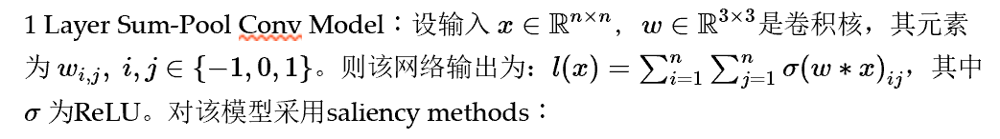 1 Layer Sum-Pool Conv Model：设输入 $x \in \mathbb{R}^{n \times n}$，$w \in \mathbb{R}^{3 \times 3}$是卷积核，其元素
为 $w_{i,j}$, $i, j \in \{-1, 0, 1\}$。则该网络输出为：$l(x) = \sum_{i=1}^{n} \sum_{j=1}^{n} \sigma(w * x)_{ij}$，其中
$\sigma$ 为ReLU。对该模型采用saliency methods：